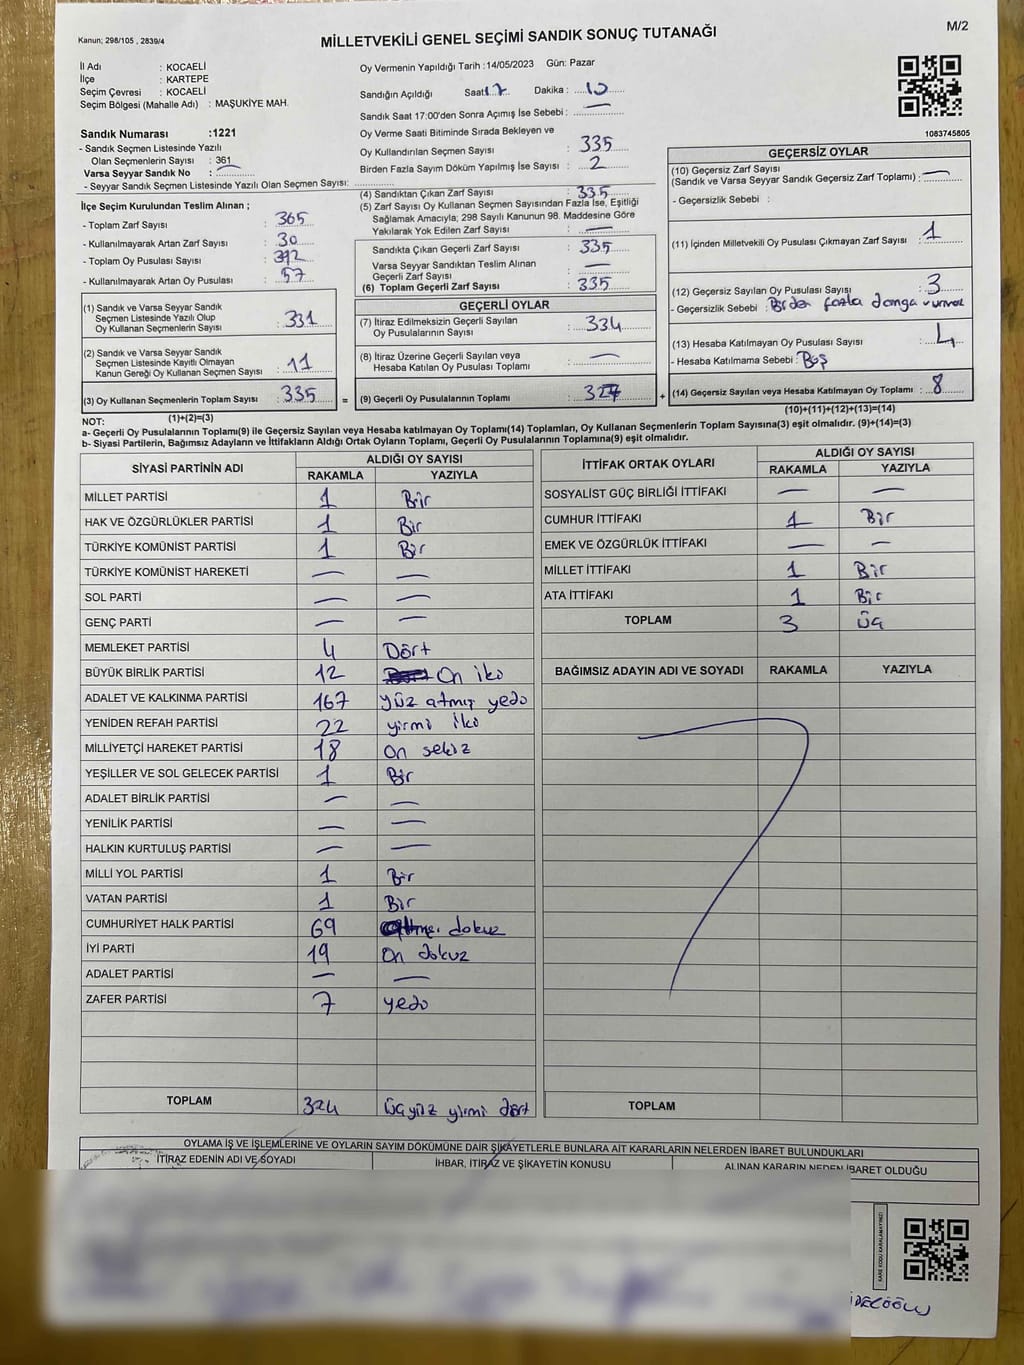 Kanun; 298/105 , 2839/4
MİLLETVEKİLİ GENEL SEÇİMİ SANDIK SONUÇ TUTANAĞI
M/2
İl Adı : KOCAELİ
İlçe : KARTEPE
Seçim Çevresi : KOCAELİ
Seçim Bölgesi (Mahalle Adı) : MAŞUKİYE MAH.
Sandık Numarası :1221
- Sandık Seçmen Listesinde Yazılı
Olan Seçmenlerin Sayısı : 361
Varsa Seyyar Sandık No : —
- Seyyar Sandık Seçmen Listesinde Yazılı Olan Seçmen Sayısı:
Oy Vermenin Yapıldığı Tarih :14/05/2023 Gün: Pazar
Sandığın Açıldığı Saat:17 Dakika : 10
Sandık Saat 17:00'den Sonra Açımış İse Sebebi : —
Oy Verme Saati Bitiminde Sırada Bekleyen ve
Oy Kullandırılan Seçmen Sayısı : 335
Birden Fazla Sayım Döküm Yapılmış İse Sayısı : 2
1083745805
İlçe Seçim Kurulundan Teslim Alınan ;
- Toplam Zarf Sayısı : 365
- Kullanılmayarak Artan Zarf Sayısı : 30
- Toplam Oy Pusulası Sayısı : 392
- Kullanılmayarak Artan Oy Pusulası : 57
(1) Sandık ve Varsa Seyyar Sandık
Seçmen Listesinde Yazılı Olup
Oy Kullanan Seçmenlerin Sayısı : 331
(2) Sandık ve Varsa Seyyar Sandık
Seçmen Listesinde Kayıtlı Olmayan
Kanun Gereği Oy Kullanan Seçmen Sayısı : 11
(3) Oy Kullanan Seçmenlerin Toplam Sayısı : 335
(1)+(2)=(3)
(4) Sandıktan Çıkan Zarf Sayısı : 335
(5) Zarf Sayısı Oy Kullanan Seçmen Sayısından Fazla İse, Eşitliği
Sağlamak Amacıyla; 298 Sayılı Kanunun 98. Maddesine Göre
Yakılarak Yok Edilen Zarf Sayısı : —
Sandıkta Çıkan Geçerli Zarf Sayısı : 335
Varsa Seyyar Sandıktan Teslim Alınan
Geçerli Zarf Sayısı : —
(6) Toplam Geçerli Zarf Sayısı : 335
GEÇERLİ OYLAR
(7) İtiraz Edilmeksizin Geçerli Sayılan
Oy Pusulalarının Sayısı : 334
(8) İtiraz Üzerine Geçerli Sayılan veya
Hesaba Katılan Oy Pusulası Toplamı : —
= (9) Geçerli Oy Pusulalarının Toplamı : 327 +
GEÇERSİZ OYLAR
(10) Geçersiz Zarf Sayısı
(Sandık ve Varsa Seyyar Sandık Geçersiz Zarf Toplamı) : —
- Geçersizlik Sebebi :
(11) İçinden Milletvekili Oy Pusulası Çıkmayan Zarf Sayısı : 1
(12) Geçersiz Sayılan Oy Pusulası Sayısı : 3
- Geçersizlik Sebebi : Birden fazla damga vurmak
(13) Hesaba Katılmayan Oy Pusulası Sayısı : 4
- Hesaba Katılmama Sebebi : Boş
(14) Geçersiz Sayılan veya Hesaba Katılmayan Oy Toplamı : 8
(10)+(11)+(12)+(13)=(14)
NOT:
a- Geçerli Oy Pusulalarının Toplamı(9) ile Geçersiz Sayılan veya Hesaba katılmayan Oy Toplamı(14) Toplamları, Oy Kullanan Seçmenlerin Toplam Sayısına(3) eşit olmalıdır. (9)+(14)=(3)
b- Siyasi Partilerin, Bağımsız Adayların ve İttifakların Aldığı Ortak Oyların Toplamı, Geçerli Oy Pusulalarının Toplamına(9) eşit olmalıdır.
SİYASİ PARTİNİN ADI ALDIĞI OY SAYISI
RAKAMLA YAZIYLA
MİLLET PARTİSİ 1 Bir
HAK VE ÖZGÜRLÜKLER PARTİSİ 1 Bir
TÜRKİYE KOMÜNİST PARTİSİ 1 Bir
TÜRKİYE KOMÜNİST HAREKETİ — —
SOL PARTİ — —
GENÇ PARTİ — —
MEMLEKET PARTİSİ 4 Dört
BÜYÜK BİRLİK PARTİSİ 12 On iki
ADALET VE KALKINMA PARTİSİ 167 yüz atmış yedi
YENİDEN REFAH PARTİSİ 22 yirmi iki
MİLLİYETÇİ HAREKET PARTİSİ 18 On sekiz
YEŞİLLER VE SOL GELECEK PARTİSİ 1 Bir
ADALET BİRLİK PARTİSİ — —
YENİLİK PARTİSİ — —
HALKIN KURTULUŞ PARTİSİ — —
MİLLİ YOL PARTİSİ 1 Bir
VATAN PARTİSİ 1 Bir
CUMHURİYET HALK PARTİSİ 69 dokuz
İYİ PARTİ 19 On dokuz
ADALET PARTİSİ — —
ZAFER PARTİSİ 7 yedi
TOPLAM 324 üçyüz yirmi dört
İTTİFAK ORTAK OYLARI ALDIĞI OY SAYISI
RAKAMLA YAZIYLA
SOSYALİST GÜÇ BİRLİĞİ İTTİFAKI — —
CUMHUR İTTİFAKI 1 Bir
EMEK VE ÖZGÜRLÜK İTTİFAKI — —
MİLLET İTTİFAKI 1 Bir
ATA İTTİFAKI 1 Bir
TOPLAM 3 üç
BAĞIMSIZ ADAYIN ADI VE SOYADI RAKAMLA YAZIYLA
TOPLAM
OYLAMA İŞ VE İŞLEMLERİNE VE OYLARIN SAYIM DÖKÜMÜNE DAİR ŞİKAYETLERLE BUNLARA AİT KARARLARIN NELERDEN İBARET BULUNDUKLARI
İTİRAZ EDENİN ADI VE SOYADI İHBAR, İTİRAZ VE ŞİKAYETİN KONUSU ALINAN KARARIN NEDEN İBARET OLDUĞU
KARE KODU KARALAMAYINIZ!